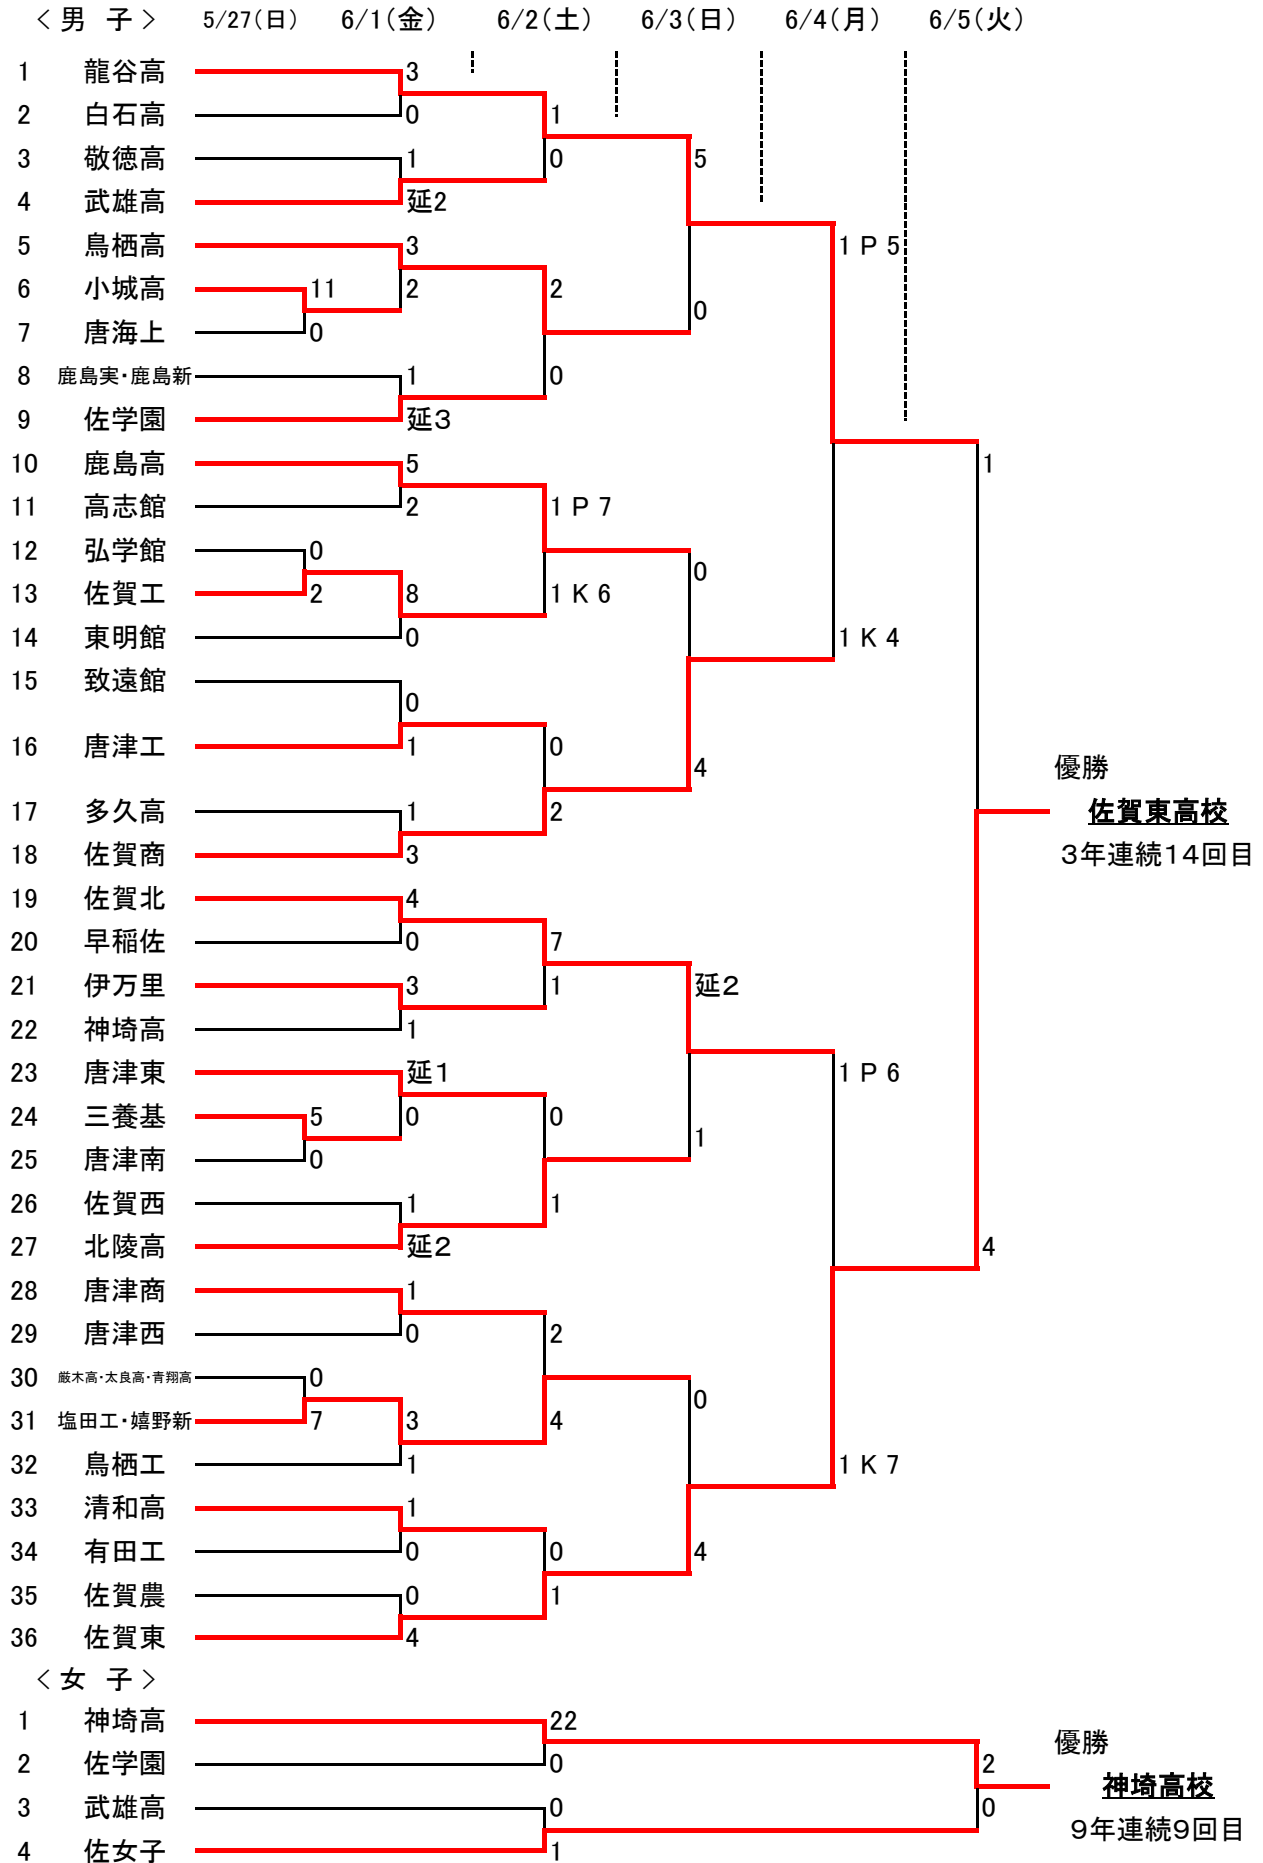 ＜男　子＞ 5/27(日) 6/1(金) 6/2(土) 6/3(日) 6/4(月) 6/5(火)
1 龍谷高 3
2 白石高 0 1
3 敬徳高 1 0 5
4 武雄高 延2
5 鳥栖高 3 1 P 5
6 小城高 11 2 2
7 唐海上 0 0
8 鹿島実・鹿島新 1 0
9 佐学園 延3
10 鹿島高 5 1
11 高志館 2 1 P 7
12 弘学館 0 0
13 佐賀工 2 8 1 K 6
14 東明館 0 1 K 4
15 致遠館 0
16 唐津工 1 0 4
優勝
17 多久高 1 2 佐賀東高校
18 佐賀商 3 3年連続14回目
19 佐賀北 4
20 早稲佐 0 7
21 伊万里 3 1 延2
22 神埼高 1
23 唐津東 延1 1 P 6
24 三養基 5 0 0 1
25 唐津南 0
26 佐賀西 1 1
27 北陵高 延2 4
28 唐津商 1
29 唐津西 0 2
30 厳木高・太良高・青翔高 0 0
31 塩田工・嬉野新 7 3 4
32 鳥栖工 1 1 K 7
33 清和高 1
34 有田工 0 0 4
35 佐賀農 0 1
36 佐賀東 4
＜女　子＞
1 神埼高 22
優勝
2 佐学園 0 2
神埼高校
3 武雄高 0 0
9年連続9回目
4 佐女子 1